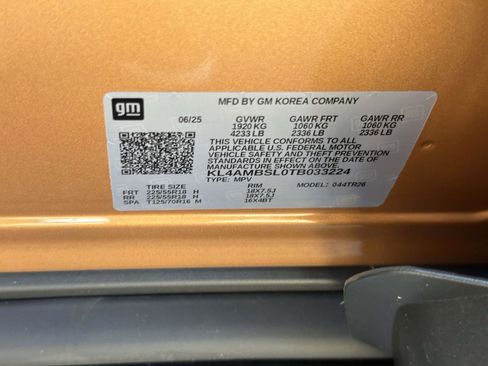 gm
MFD BY GM KOREA COMPANY
06/25 GVWR GAWR FRT GAWR RR
1920 KG 1060 KG 1060 KG
4233 LB 2336 LB 2336 LB
THIS VEHICLE CONFORMS TO ALL
APPLICABLE U.S. FEDERAL MOTOR
VEHICLE SAFETY AND THEFT PREVENTION
STANDARDS IN EFFECT ON THE DATE OF
MANUFACTURE SHOWN ABOVE.
KL4AMBSL0TB033224
TYPE: MPV
TIRE SIZE RIM MODEL: 044TR26
FRT 225/55R18 H 18X7.5J
RR 225/55R18 H 18X7.5J
SPA T125/70R16 M 16X4BT